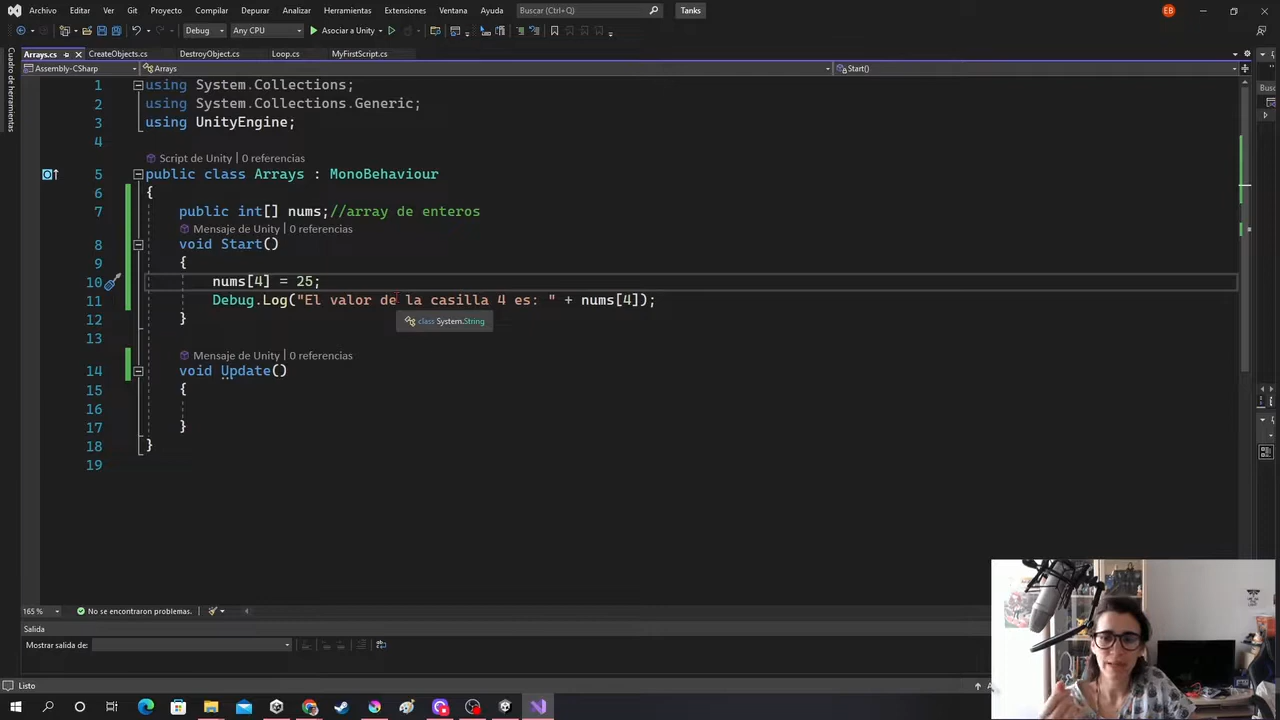 Archivo Editar Ver Git Proyecto Compilar Depurar Analizar Herramientas Extensiones Ventana Ayuda Buscar (Ctrl+Q) Tanks EB
Debug Any CPU Asociar a Unity
Arrays.cs CreateObjects.cs DestroyObject.cs Loop.cs MyFirstScript.cs
Cuadro de herramientas
Assembly-CSharp Arrays Start() Busc
1 using System.Collections;
2 using System.Collections.Generic;
3 using UnityEngine;
4
Script de Unity | 0 referencias
5 public class Arrays : MonoBehaviour
6 {
7 public int[] nums;//array de enteros
Mensaje de Unity | 0 referencias
8 void Start()
9 {
10 nums[4] = 25;
11 Debug.Log("El valor de la casilla 4 es: " + nums[4]);
class System.String
12 }
13
Mensaje de Unity | 0 referencias
14 void Update()
15 {
16
17 }
18 }
19
165 % No se encontraron problemas.
Salida
Mostrar salida de:
Listo